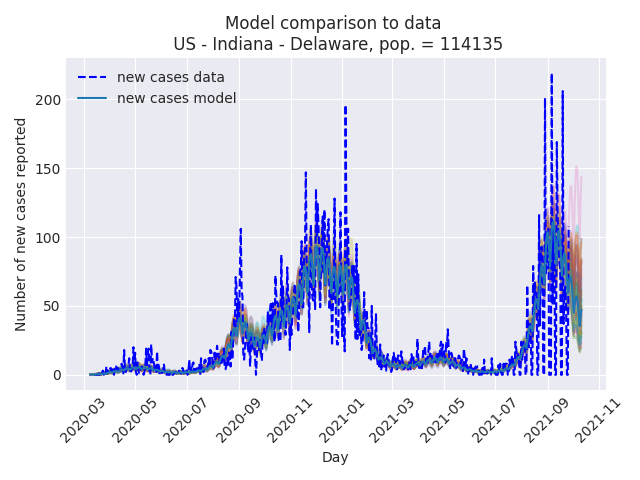 Model comparison to data
US - Indiana - Delaware, pop. = 114135
new cases data
new cases model
Number of new cases reported
200
150
100
50
0
2020-03
2020-05
2020-07
2020-09
2020-11
2021-01
2021-03
2021-05
2021-07
2021-09
2021-11
Day